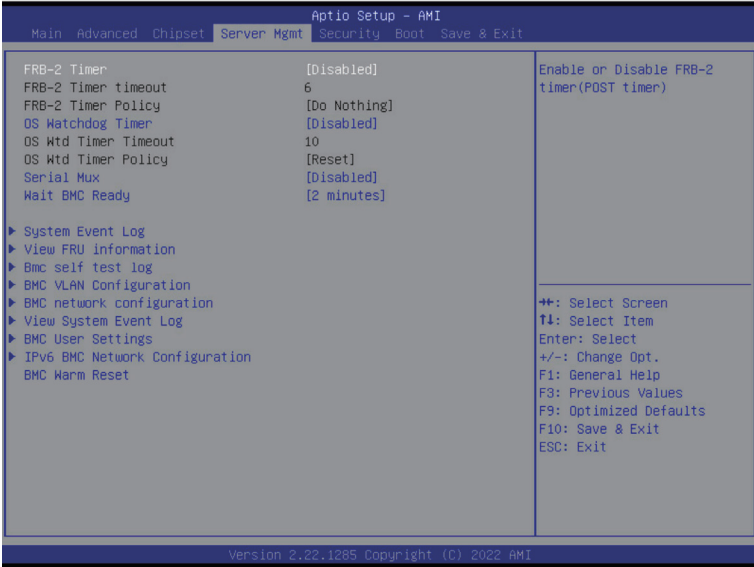 Aptio Setup - AMI
Main Advanced Chipset Server Mgmt Security Boot Save & Exit
FRB-2 Timer [Disabled]
FRB-2 Timer timeout 6
FRB-2 Timer Policy [Do Nothing]
OS Watchdog Timer [Disabled]
OS Wtd Timer Timeout 10
OS Wtd Timer Policy [Reset]
Serial Mux [Disabled]
Wait BMC Ready [2 minutes]
System Event Log
View FRU information
Bmc self test log
BMC VLAN Configuration
BMC network configuration
View System Event Log
BMC User Settings
IPv6 BMC Network Configuration
BMC Warm Reset
Enable or Disable FRB-2
timer(POST timer)
→←: Select Screen
↑↓: Select Item
Enter: Select
+/-: Change Opt.
F1: General Help
F3: Previous Values
F9: Optimized Defaults
F10: Save & Exit
ESC: Exit
Version 2.22.1285 Copyright (C) 2022 AMI